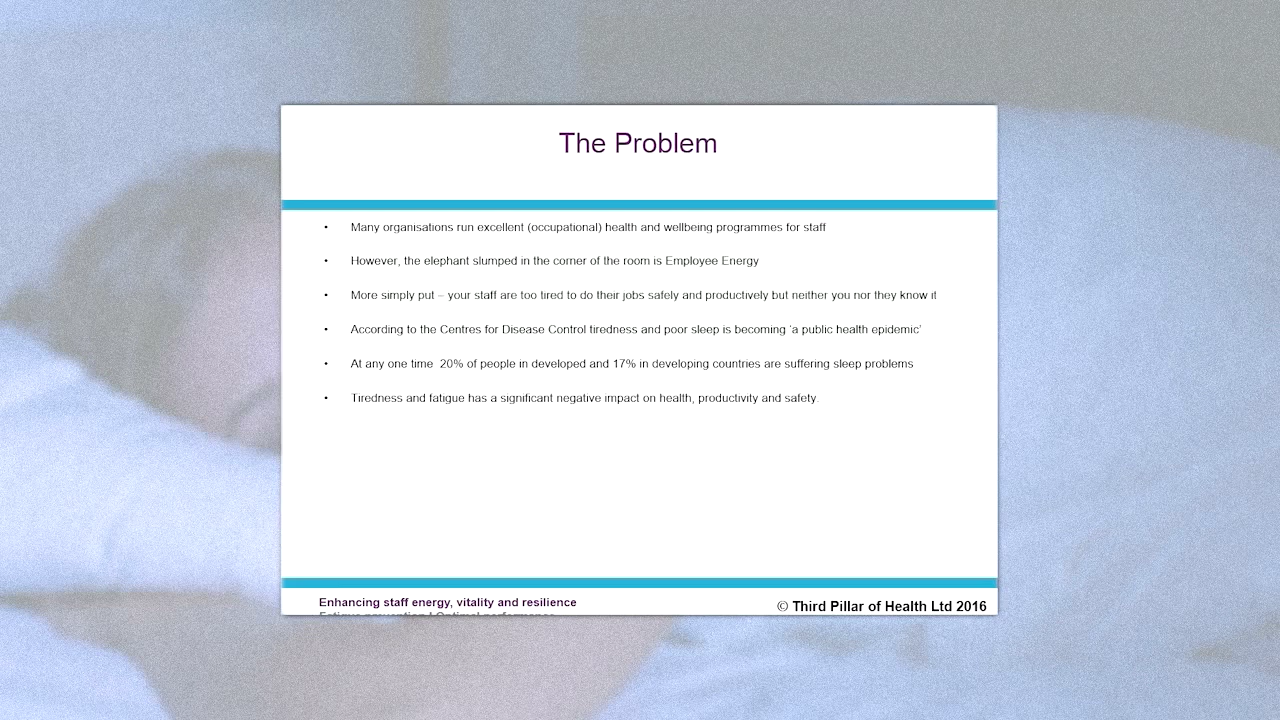 The Problem
• Many organisations run excellent (occupational) health and wellbeing programmes for staff
• However, the elephant slumped in the corner of the room is Employee Energy
• More simply put – your staff are too tired to do their jobs safely and productively but neither you nor they know it
• According to the Centres for Disease Control tiredness and poor sleep is becoming ‘a public health epidemic’
• At any one time  20% of people in developed and 17% in developing countries are suffering sleep problems
• Tiredness and fatigue has a significant negative impact on health, productivity and safety.
Enhancing staff energy, vitality and resilience
Fatigue prevention | Optimal performance
© Third Pillar of Health Ltd 2016